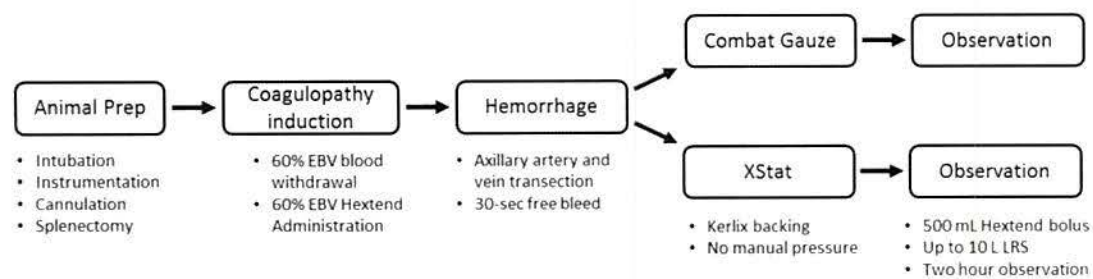 Combat Gauze
Observation
Animal Prep
Coagulopathy
induction
Hemorrhage
• Intubation
• Instrumentation
• Cannulation
• Splenectomy
• 60% EBV blood
withdrawal
• 60% EBV Hextend
Administration
• Axillary artery and
vein transection
• 30-sec free bleed
XStat
Observation
• Kerlix backing
• No manual pressure
• 500 mL Hextend bolus
• Up to 10 L LRS
• Two hour observation